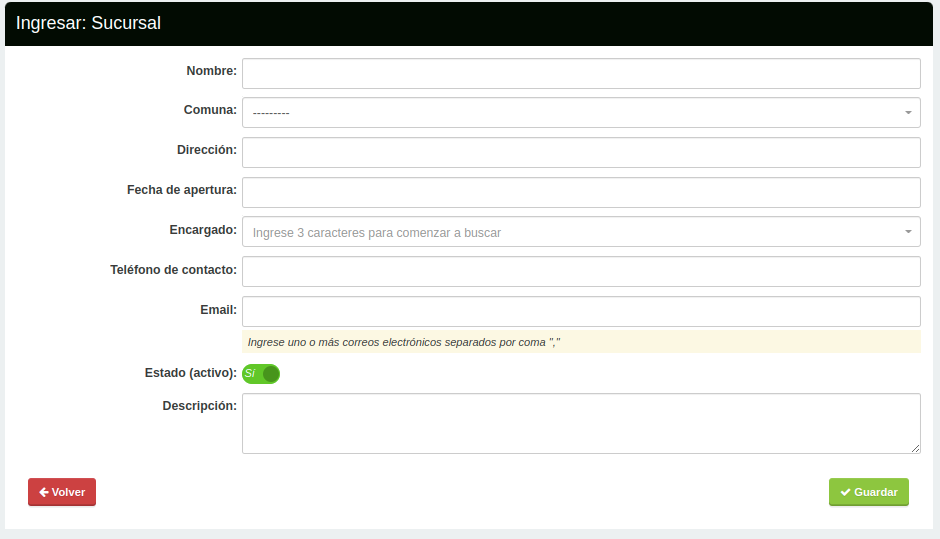 Ingresar: Sucursal
Nombre:
Comuna: ---------
Dirección:
Fecha de apertura:
Encargado: Ingrese 3 caracteres para comenzar a buscar
Teléfono de contacto:
Email:
Ingrese uno o más correos electrónicos separados por coma ","
Estado (activo): Sí
Descripción:
Volver Guardar